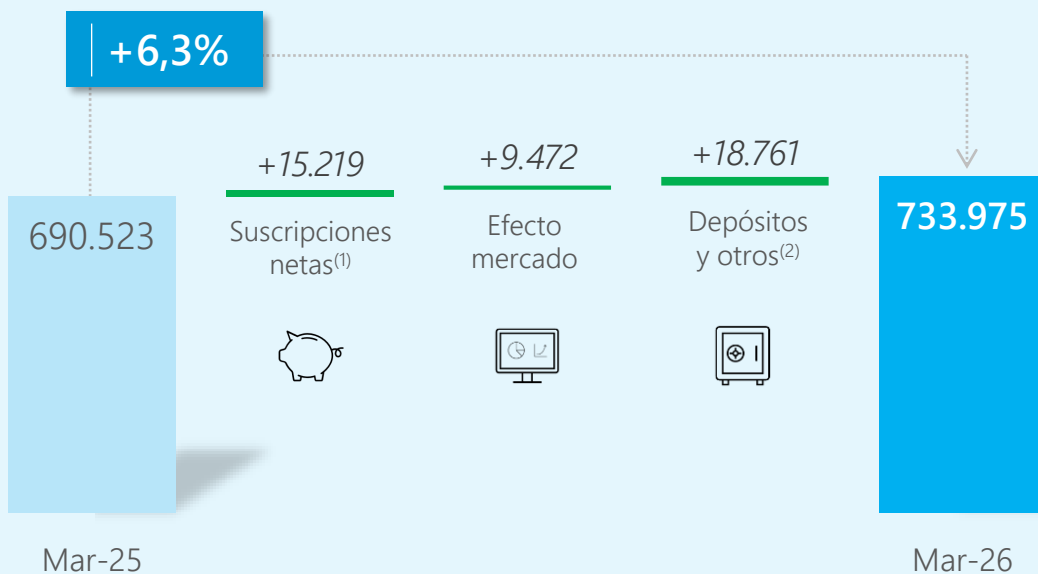 +6,3%
+15.219
+9.472
+18.761
690.523
Suscripciones
netas(1)
Efecto
mercado
Depósitos
y otros(2)
733.975
Mar-25
Mar-26